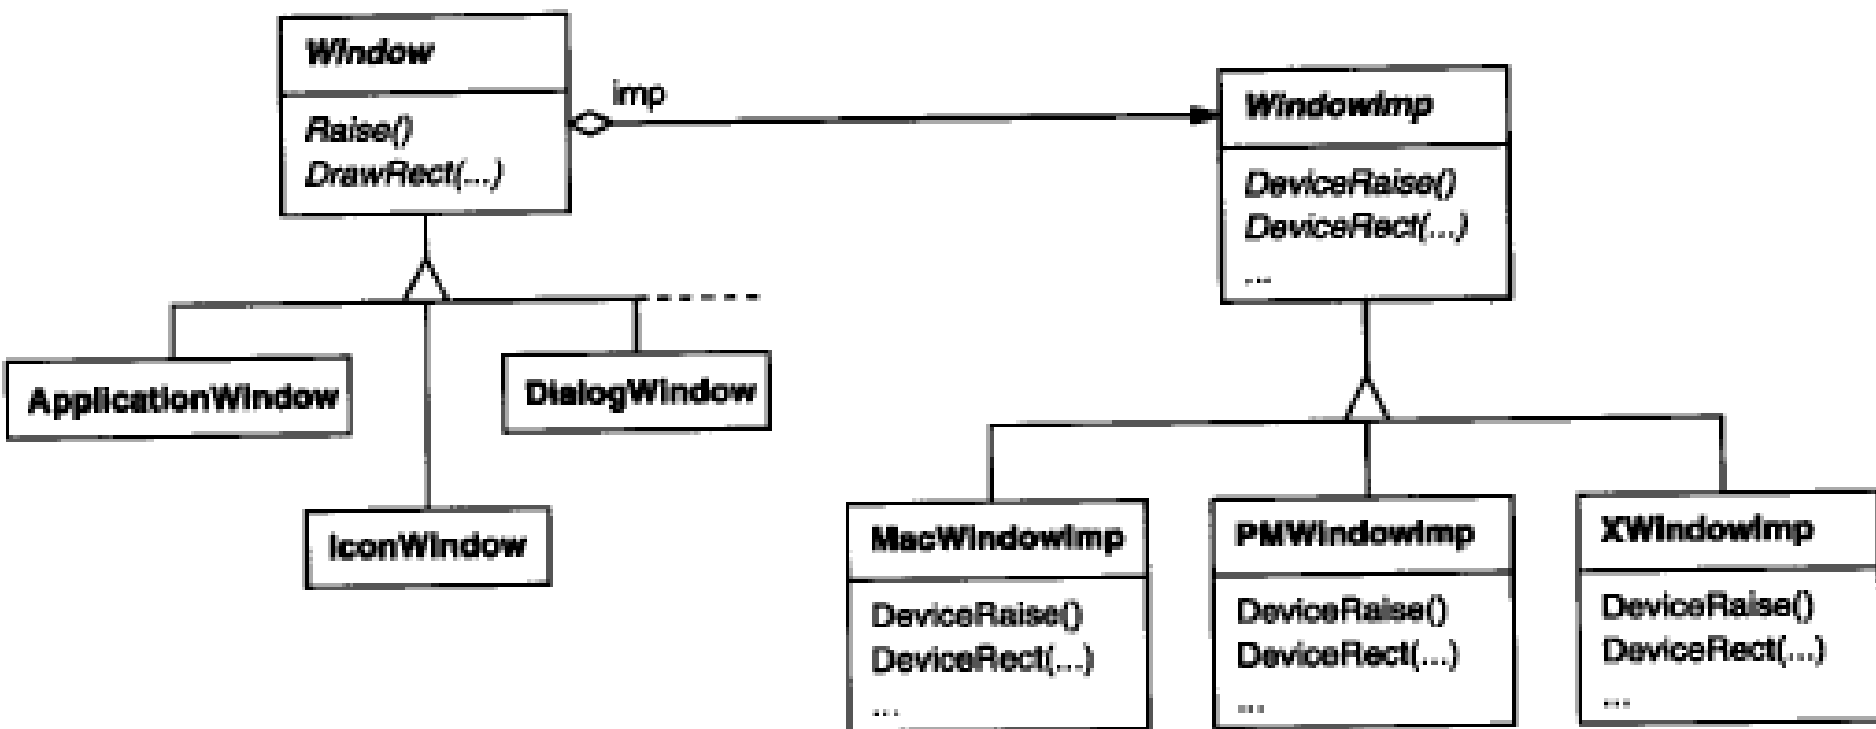 Window
Raise()
DrawRect(...)
imp
WindowImp
DeviceRaise()
DeviceRect(...)
...
ApplicationWindow
DialogWindow
IconWindow
MacWindowImp
DeviceRaise()
DeviceRect(...)
...
PMWindowImp
DeviceRaise()
DeviceRect(...)
...
XWindowImp
DeviceRaise()
DeviceRect(...)
...